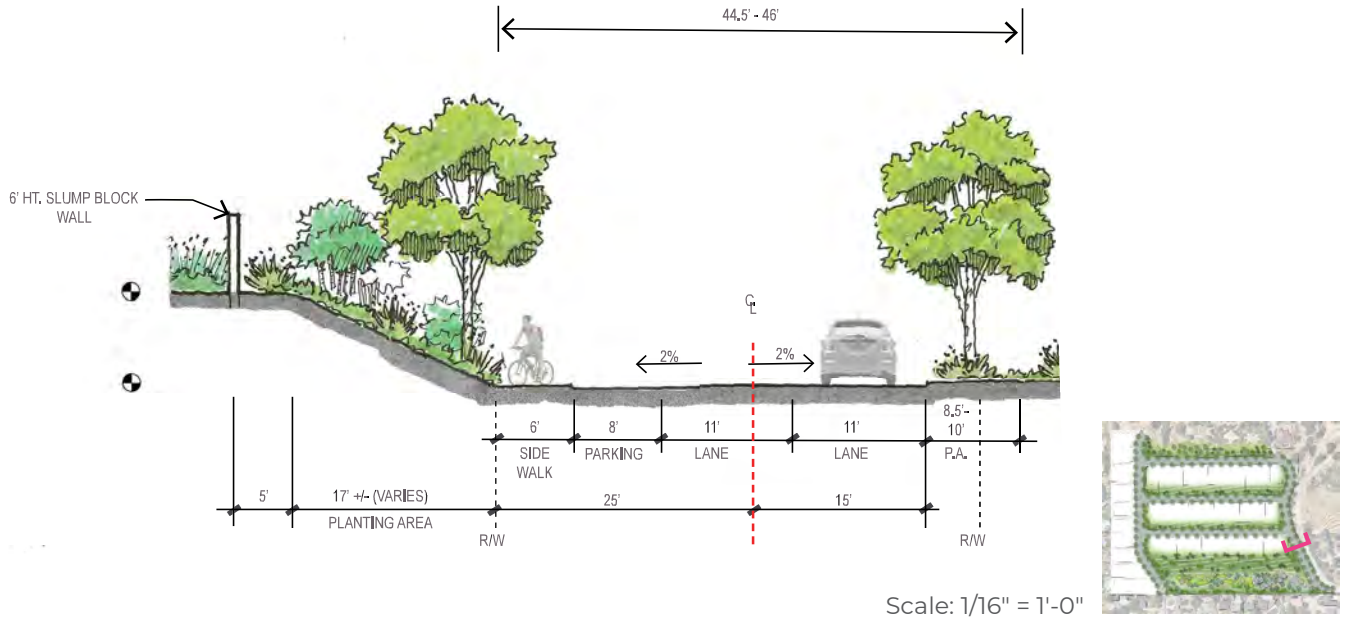 44.5' - 46'
6' HT. SLUMP BLOCK
WALL
CL
2%
2%
6'
8'
11'
11'
8.5'-
10'
SIDE
WALK
PARKING
LANE
LANE
P.A.
5'
17' +/- (VARIES)
25'
15'
PLANTING AREA
R/W
R/W
Scale: 1/16" = 1'-0"